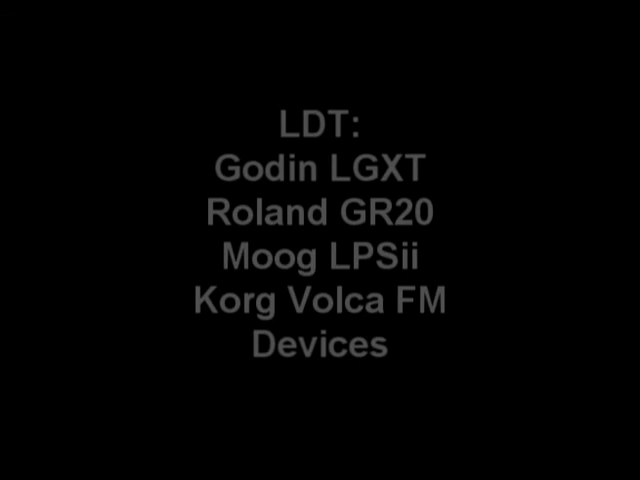 LDT:
Godin LGXT
Roland GR20
Moog LPSii
Korg Volca FM
Devices